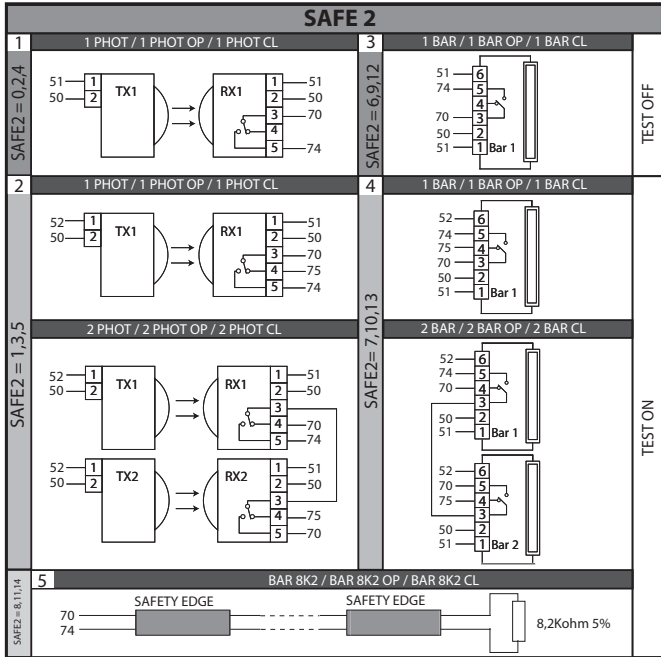 SAFE 2
1
1 PHOT / 1 PHOT OP / 1 PHOT CL
SAFE2 = 0,2,4
51 1
50 2
TX1
RX1
1 51
2 50
3 70
4
5 74
3
1 BAR / 1 BAR OP / 1 BAR CL
SAFE2 = 6,9,12
51 6
74 5
4
70 3
50 2
51 1 Bar 1
TEST OFF
2
1 PHOT / 1 PHOT OP / 1 PHOT CL
SAFE2 = 1,3,5
52 1
50 2
TX1
RX1
1 51
2 50
3 70
4 75
5 74
2 PHOT / 2 PHOT OP / 2 PHOT CL
52 1
50 2
TX1
RX1
1 51
2 50
3
4 70
5 74
52 1
50 2
TX2
RX2
1 51
2 50
3
4 75
5 70
4
1 BAR / 1 BAR OP / 1 BAR CL
SAFE2= 7,10,13
52 6
74 5
75 4
70 3
50 2
51 1 Bar 1
2 BAR / 2 BAR OP / 2 BAR CL
52 6
74 5
70 4
3
50 2
51 1 Bar 1
52 6
70 5
75 4
3
50 2
51 1 Bar 2
TEST ON
5
BAR 8K2 / BAR 8K2 OP / BAR 8K2 CL
SAFE2 = 8,11,14
70
74
SAFETY EDGE
SAFETY EDGE
8,2Kohm 5%